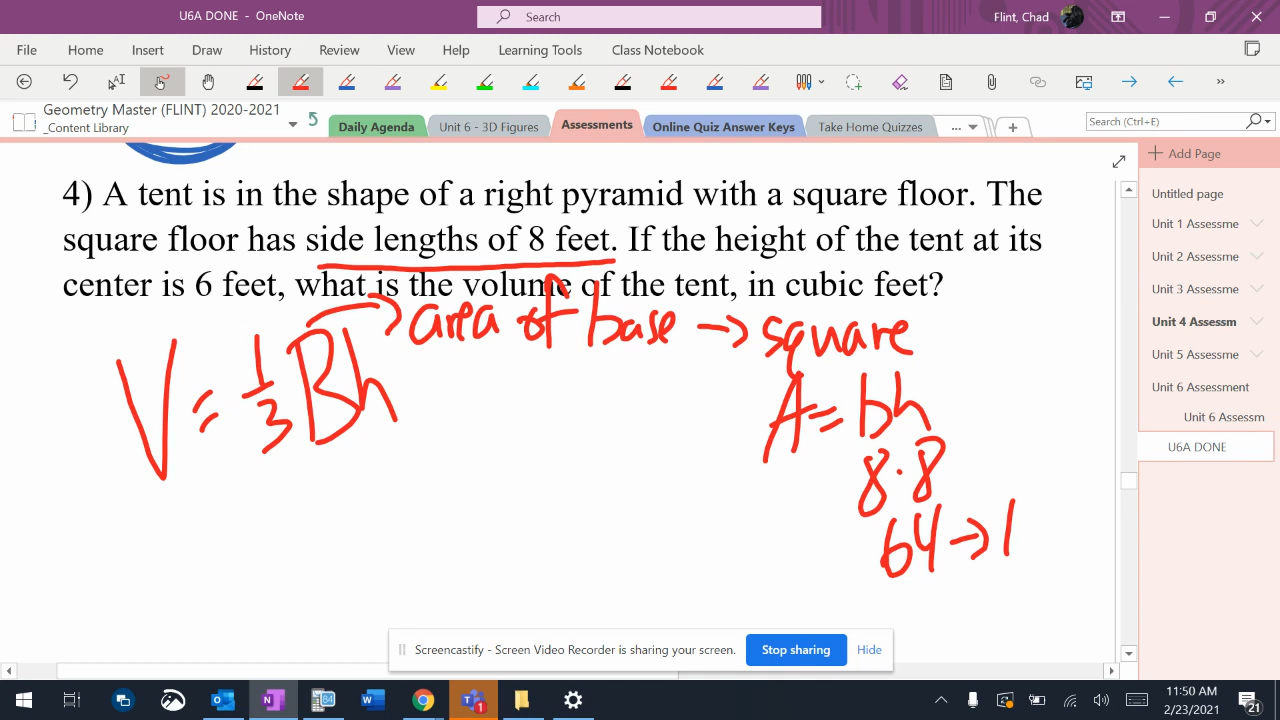 U6A DONE - OneNote
Search
Flint, Chad
File Home Insert Draw History Review View Help Learning Tools Class Notebook
Geometry Master (FLINT) 2020-2021
_Content Library
Daily Agenda
Unit 6 - 3D Figures
Assessments
Online Quiz Answer Keys
Take Home Quizzes
...
Search (Ctrl+E)
4) A tent is in the shape of a right pyramid with a square floor. The
square floor has side lengths of 8 feet. If the height of the tent at its
center is 6 feet, what is the volume of the tent, in cubic feet?
→ area of base → square
V = 1/3 Bh
A = bh
8 · 8
64 → 1
Add Page
Untitled page
Unit 1 Assessme
Unit 2 Assessme
Unit 3 Assessme
Unit 4 Assessm
Unit 5 Assessme
Unit 6 Assessment
Unit 6 Assessm
U6A DONE
Screencastify - Screen Video Recorder is sharing your screen.
Stop sharing
Hide
11:50 AM
2/23/2021
21
84
1